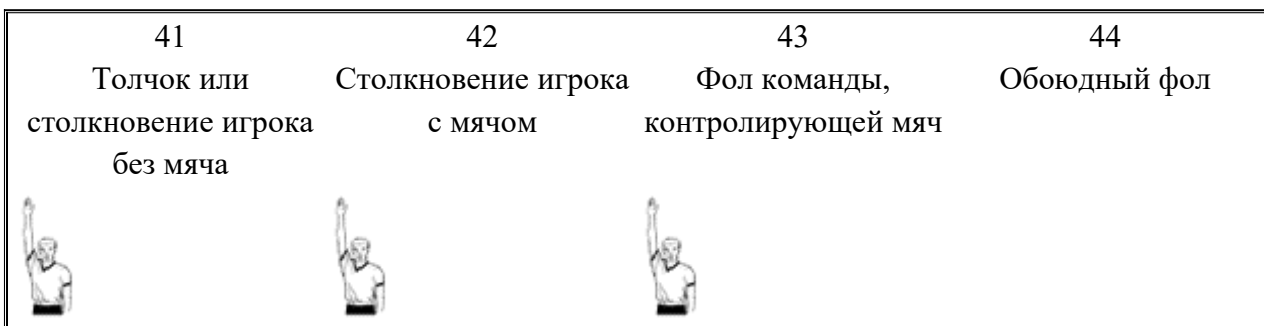 41
Толчок или
столкновение игрока
без мяча
42
Столкновение игрока
с мячом
43
Фол команды,
контролирующей мяч
44
Обоюдный фол